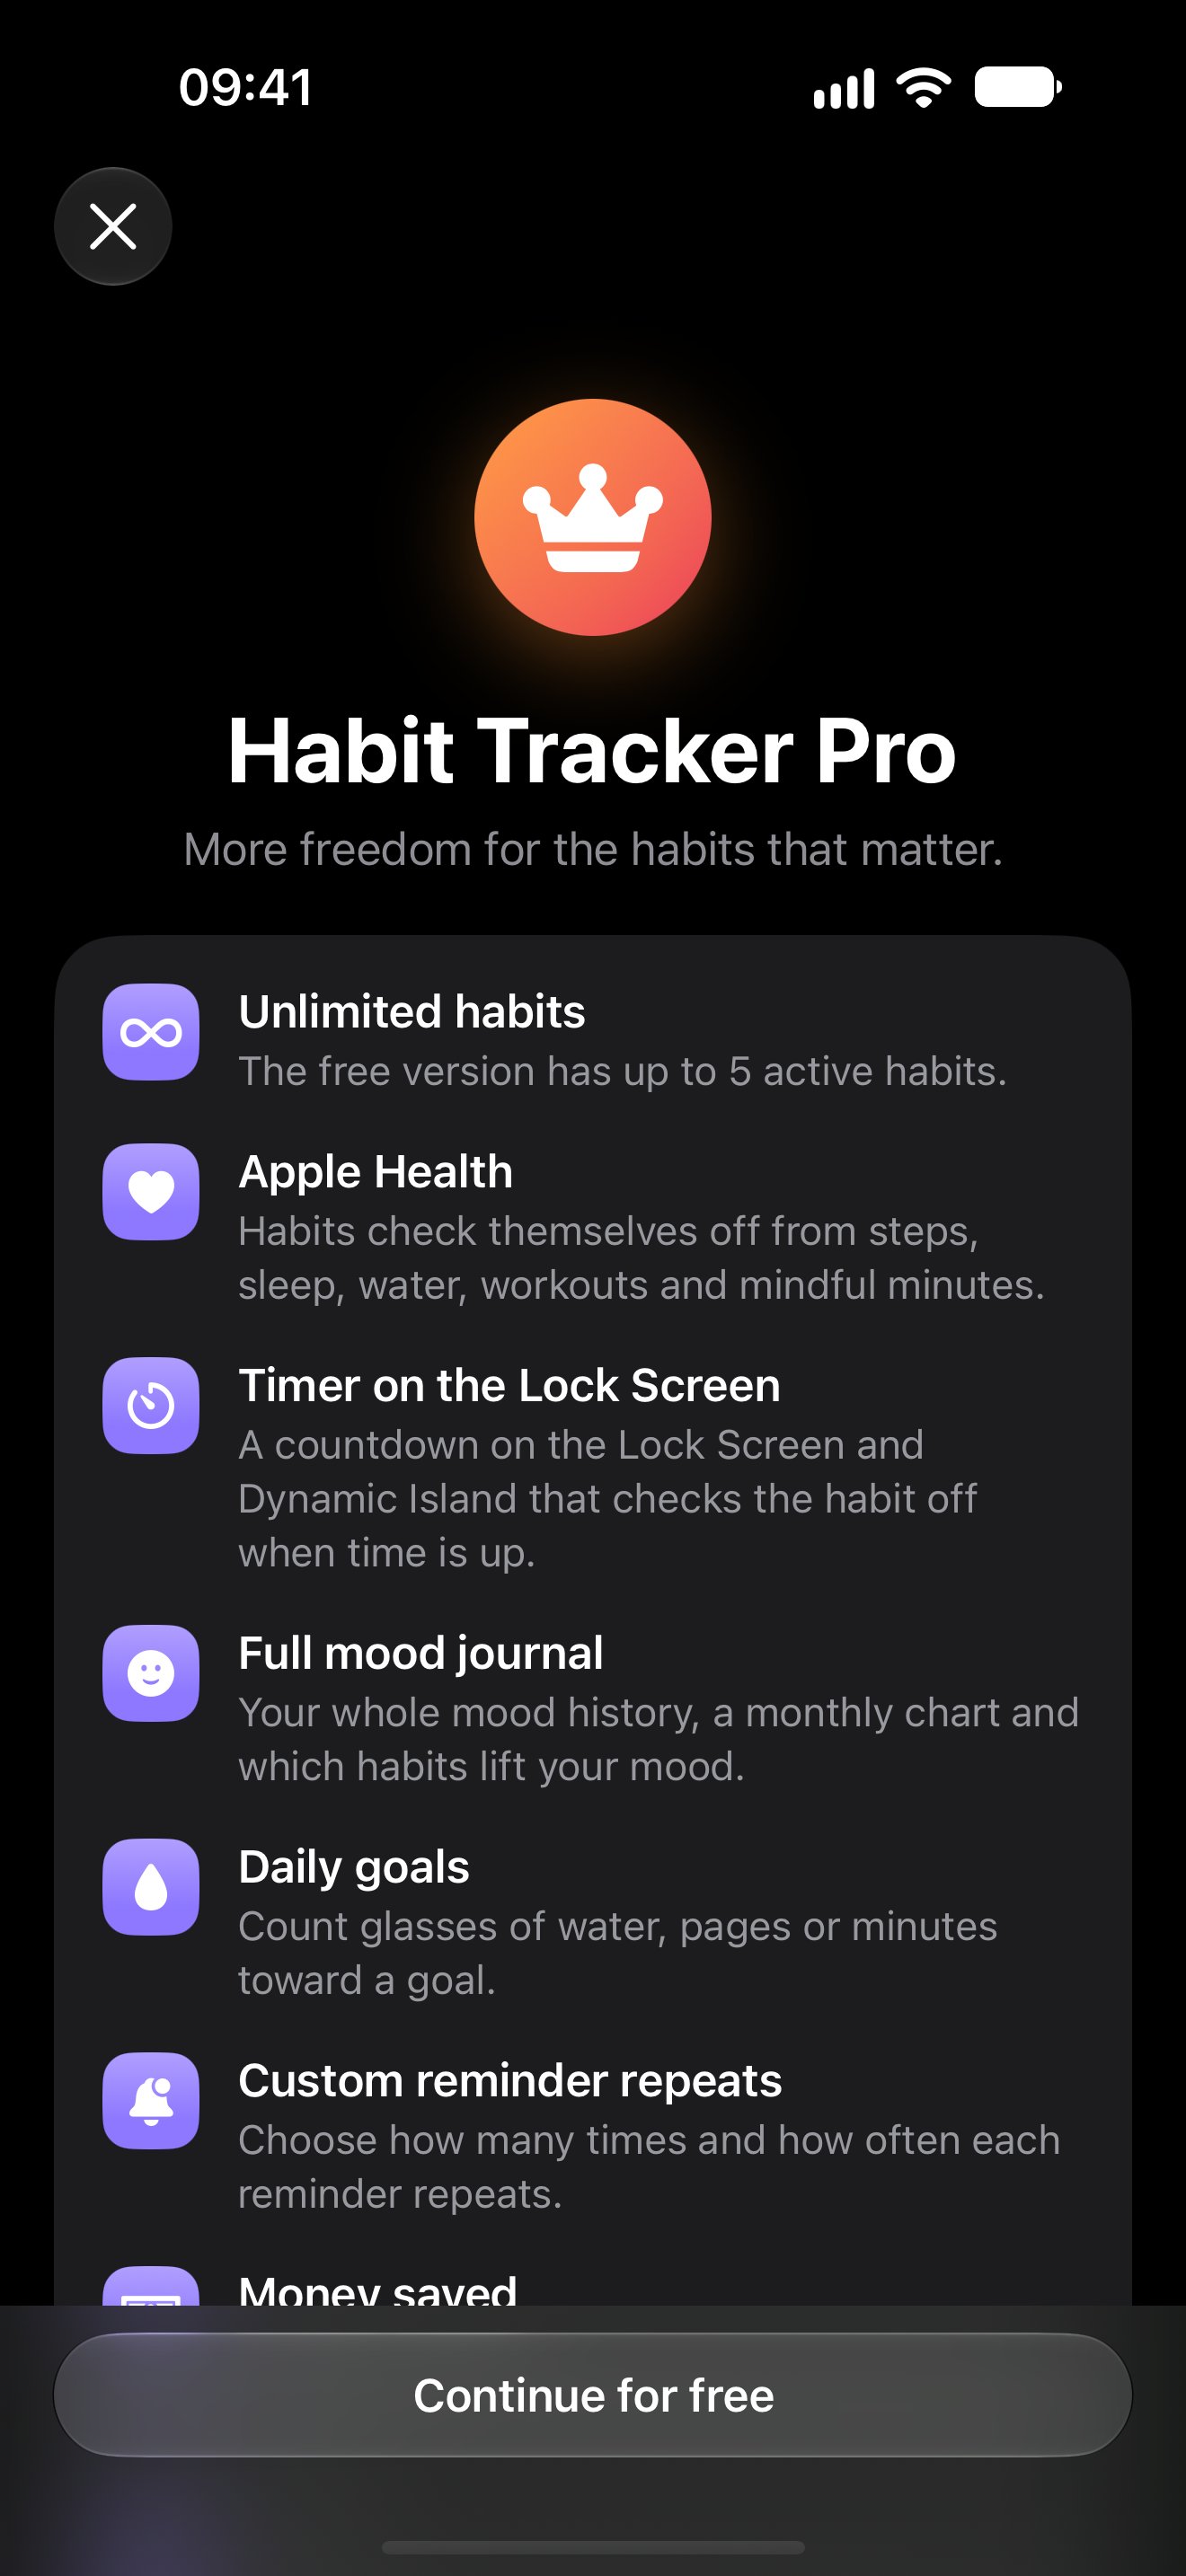 09:41
Habit Tracker Pro
More freedom for the habits that matter.
Unlimited habits
The free version has up to 5 active habits.
Apple Health
Habits check themselves off from steps,
sleep, water, workouts and mindful minutes.
Timer on the Lock Screen
A countdown on the Lock Screen and
Dynamic Island that checks the habit off
when time is up.
Full mood journal
Your whole mood history, a monthly chart and
which habits lift your mood.
Daily goals
Count glasses of water, pages or minutes
toward a goal.
Custom reminder repeats
Choose how many times and how often each
reminder repeats.
Money saved
Continue for free